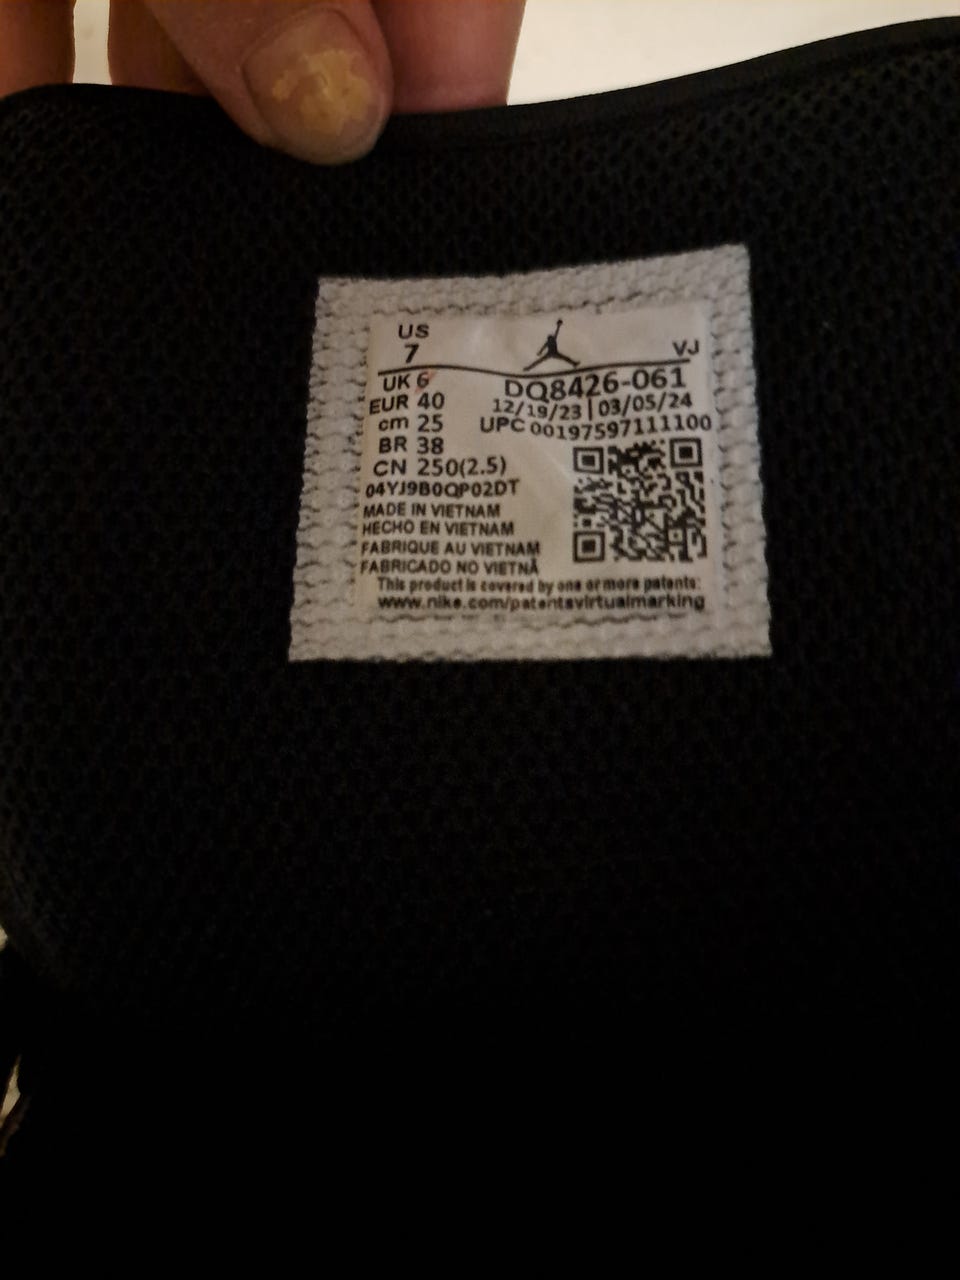 US
7
VJ
UK 6
DQ8426-061
EUR 40
12/19/23 | 03/05/24
cm 25
UPC 00197597111100
BR 38
CN 250(2.5)
04YJ9B0QP02DT
MADE IN VIETNAM
HECHO EN VIETNAM
FABRIQUE AU VIETNAM
FABRICADO NO VIETNÃ
This product is covered by one or more patents:
www.nike.com/patentsvirtualmarking